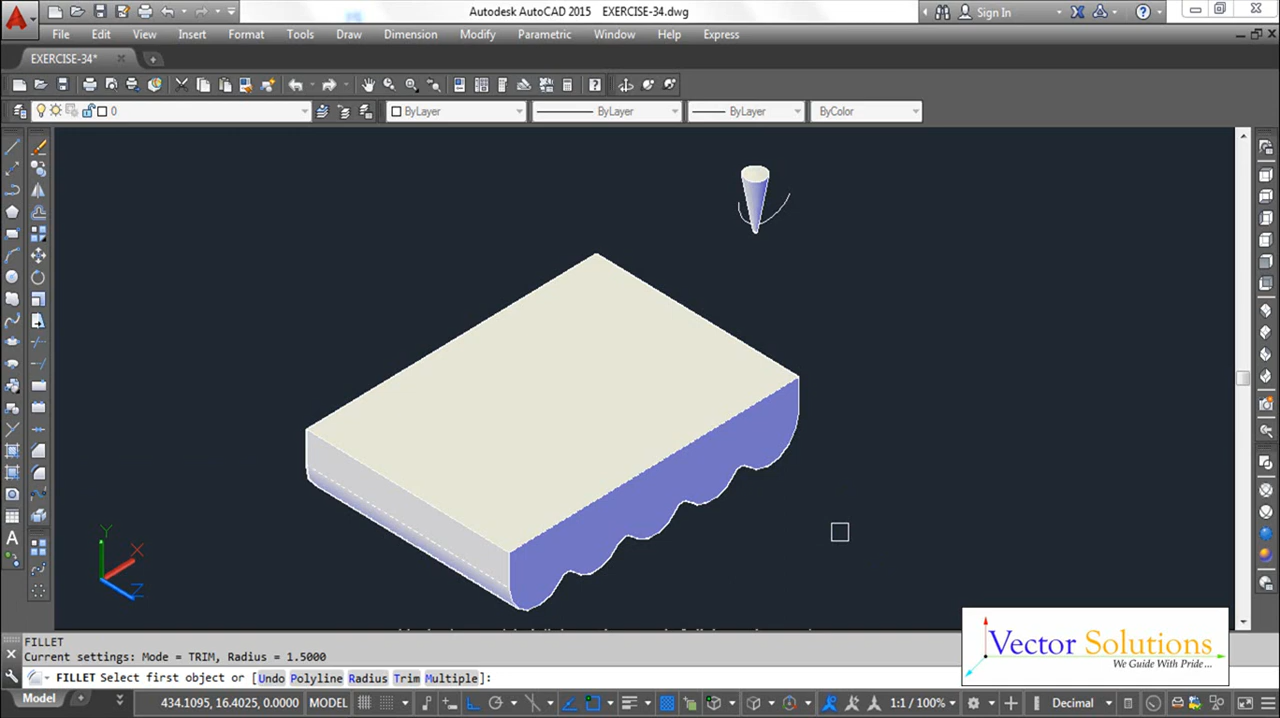 Autodesk AutoCAD 2015 EXERCISE-34.dwg
Sign In
File Edit View Insert Format Tools Draw Dimension Modify Parametric Window Help Express
EXERCISE-34*
0
ByLayer
ByLayer
ByLayer
ByColor
Y
X
Z
A
FILLET
Current settings: Mode = TRIM, Radius = 1.5000
FILLET Select first object or [Undo Polyline Radius Trim Multiple]:
Vector Solutions
We Guide With Pride...
Model
434.1095, 16.4025, 0.0000 MODEL
1:1 / 100%
Decimal